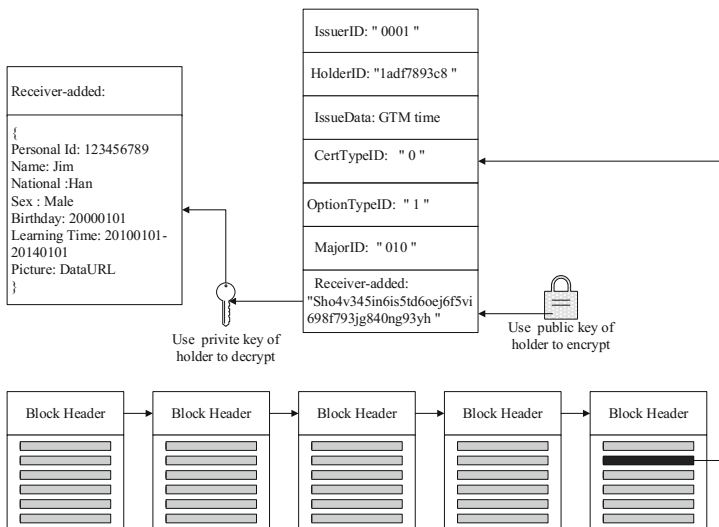 IssuerID: " 0001 "
HolderID: "1adf7893c8 "
IssueData: GTM time
CertTypeID: " 0 "
OptionTypeID: " 1 "
MajorID: " 010 "
Receiver-added:
"Sho4v345in6is5td6oej6f5vi
698f793jg840ng93yh "
Receiver-added:
{
Personal Id: 123456789
Name: Jim
National :Han
Sex : Male
Birthday: 20000101
Learning Time: 20100101-
20140101
Picture: DataURL
}
Use privite key of
holder to decrypt
Use public key of
holder to encrypt
Block Header
Block Header
Block Header
Block Header
Block Header